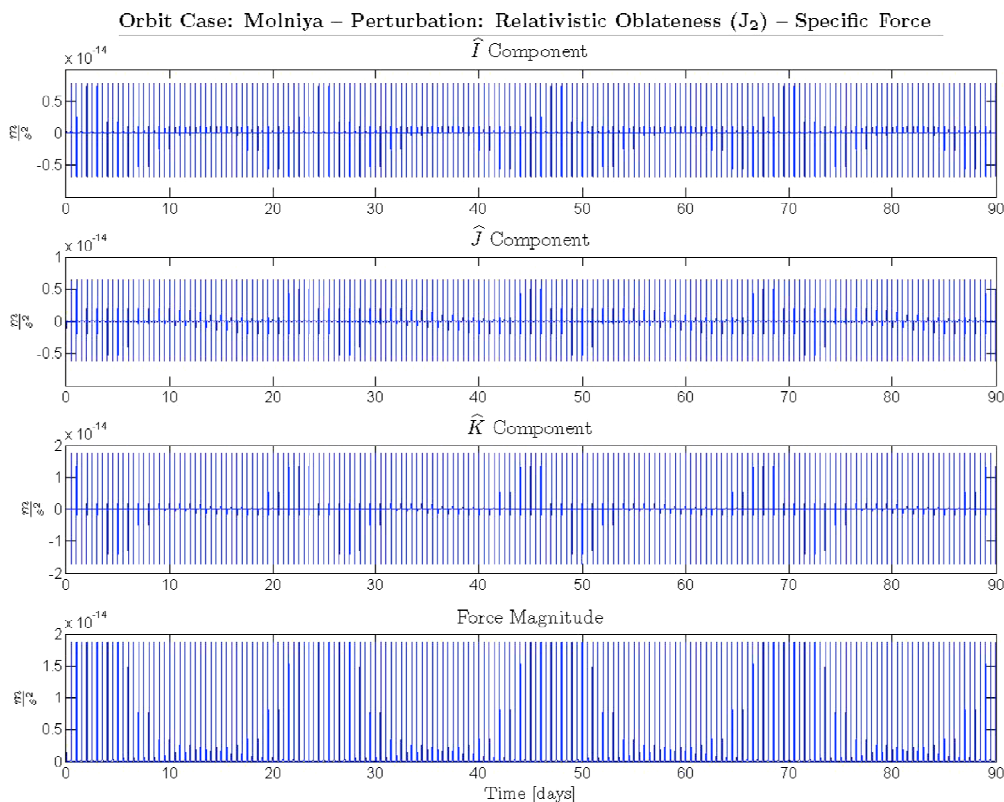 Orbit Case: Molniya – Perturbation: Relativistic Oblateness (J₂) – Specific Force
Î Component
x 10⁻¹⁴
0.5
0
-0.5
m/s²
0 10 20 30 40 50 60 70 80 90
Ĵ Component
x 10⁻¹⁴
1
0.5
0
-0.5
m/s²
0 10 20 30 40 50 60 70 80 90
K̂ Component
x 10⁻¹⁴
2
1
0
-1
-2
m/s²
0 10 20 30 40 50 60 70 80 90
Force Magnitude
x 10⁻¹⁴
2
1.5
1
0.5
0
m/s²
0 10 20 30 40 50 60 70 80 90
Time [days]